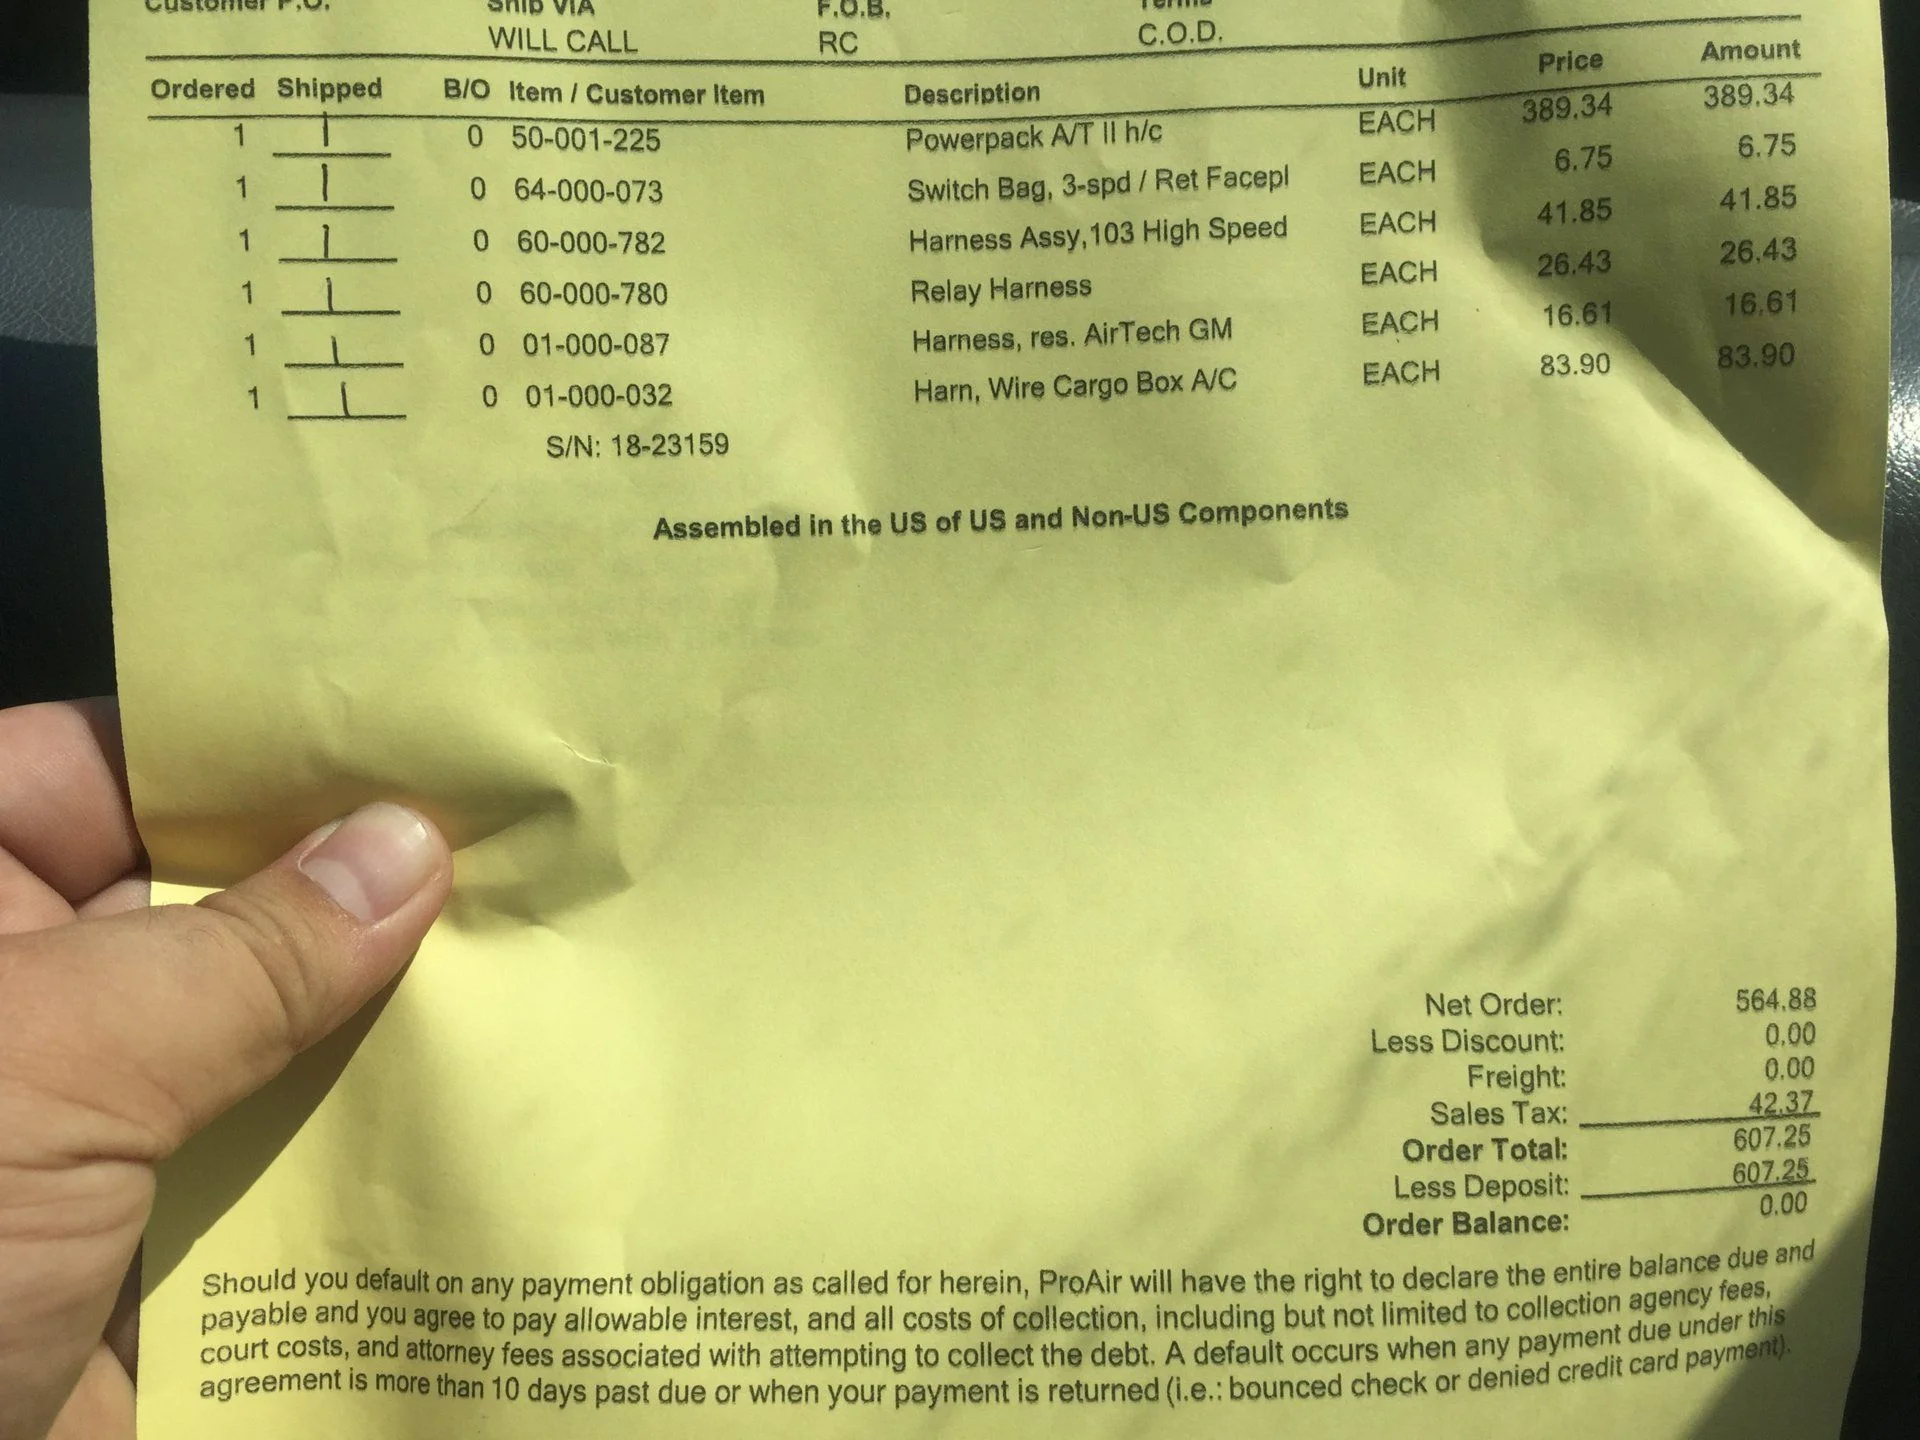 Customer P.O. Ship VIA F.O.B. Terms
WILL CALL RC C.O.D.
Ordered Shipped B/O Item / Customer Item Description Unit Price Amount
1 1 0 50-001-225 Powerpack A/T II h/c EACH 389.34 389.34
1 1 0 64-000-073 Switch Bag, 3-spd / Ret Facepl EACH 6.75 6.75
1 1 0 60-000-782 Harness Assy,103 High Speed EACH 41.85 41.85
1 1 0 60-000-780 Relay Harness EACH 26.43 26.43
1 1 0 01-000-087 Harness, res. AirTech GM EACH 16.61 16.61
1 1 0 01-000-032 Harn, Wire Cargo Box A/C EACH 83.90 83.90
S/N: 18-23159
Assembled in the US of US and Non-US Components
Net Order: 564.88
Less Discount: 0.00
Freight: 0.00
Sales Tax: 42.37
Order Total: 607.25
Less Deposit: 607.25
Order Balance: 0.00
Should you default on any payment obligation as called for herein, ProAir will have the right to declare the entire balance due and
payable and you agree to pay allowable interest, and all costs of collection, including but not limited to collection agency fees,
court costs, and attorney fees associated with attempting to collect the debt. A default occurs when any payment due under this
agreement is more than 10 days past due or when your payment is returned (i.e.: bounced check or denied credit card payment).